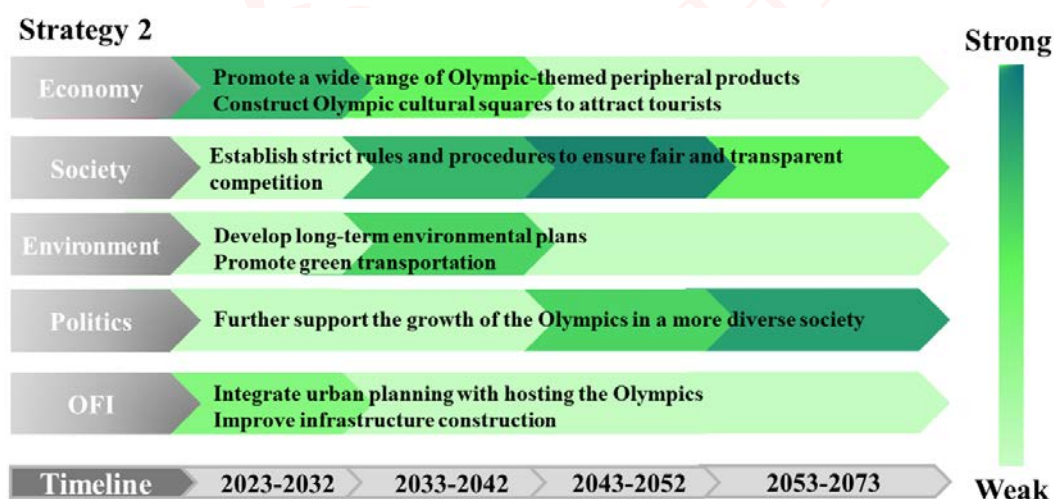 Strategy 2
Strong
Economy
Promote a wide range of Olympic-themed peripheral products
Construct Olympic cultural squares to attract tourists
Society
Establish strict rules and procedures to ensure fair and transparent
competition
Environment
Develop long-term environmental plans
Promote green transportation
Politics
Further support the growth of the Olympics in a more diverse society
OFI
Integrate urban planning with hosting the Olympics
Improve infrastructure construction
Timeline 2023-2032 2033-2042 2043-2052 2053-2073
Weak